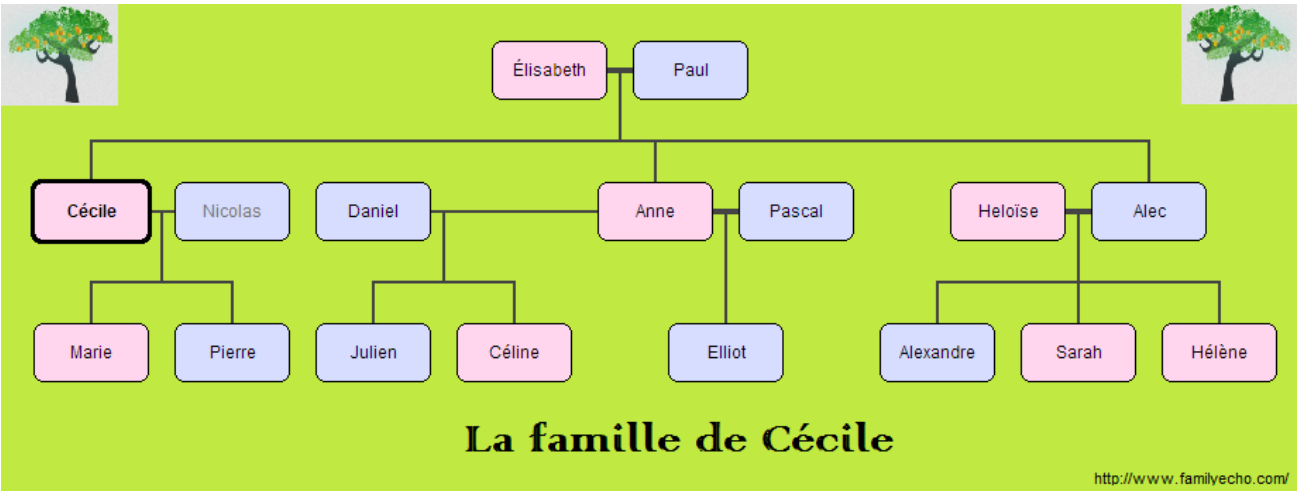 Élisabeth Paul
Cécile Nicolas Daniel Anne Pascal Heloïse Alec
Marie Pierre Julien Céline Elliot Alexandre Sarah Hélène
La famille de Cécile
http://www.familyecho.com/